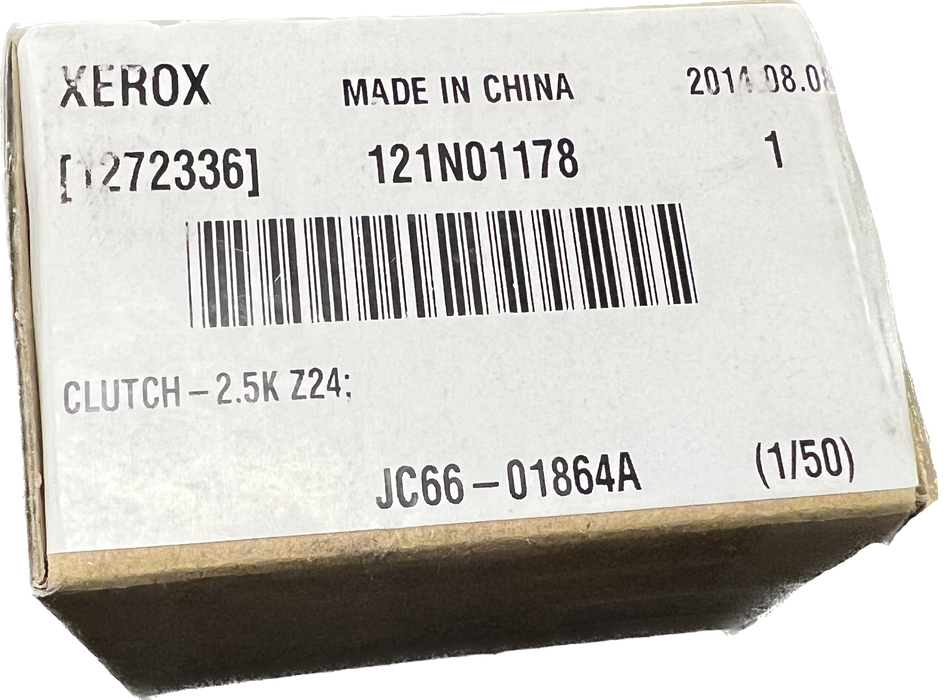 XEROX MADE IN CHINA 2014.08.08
[1272336] 121N01178 1
CLUTCH-2.5K Z24;
JC66-01864A (1/50)